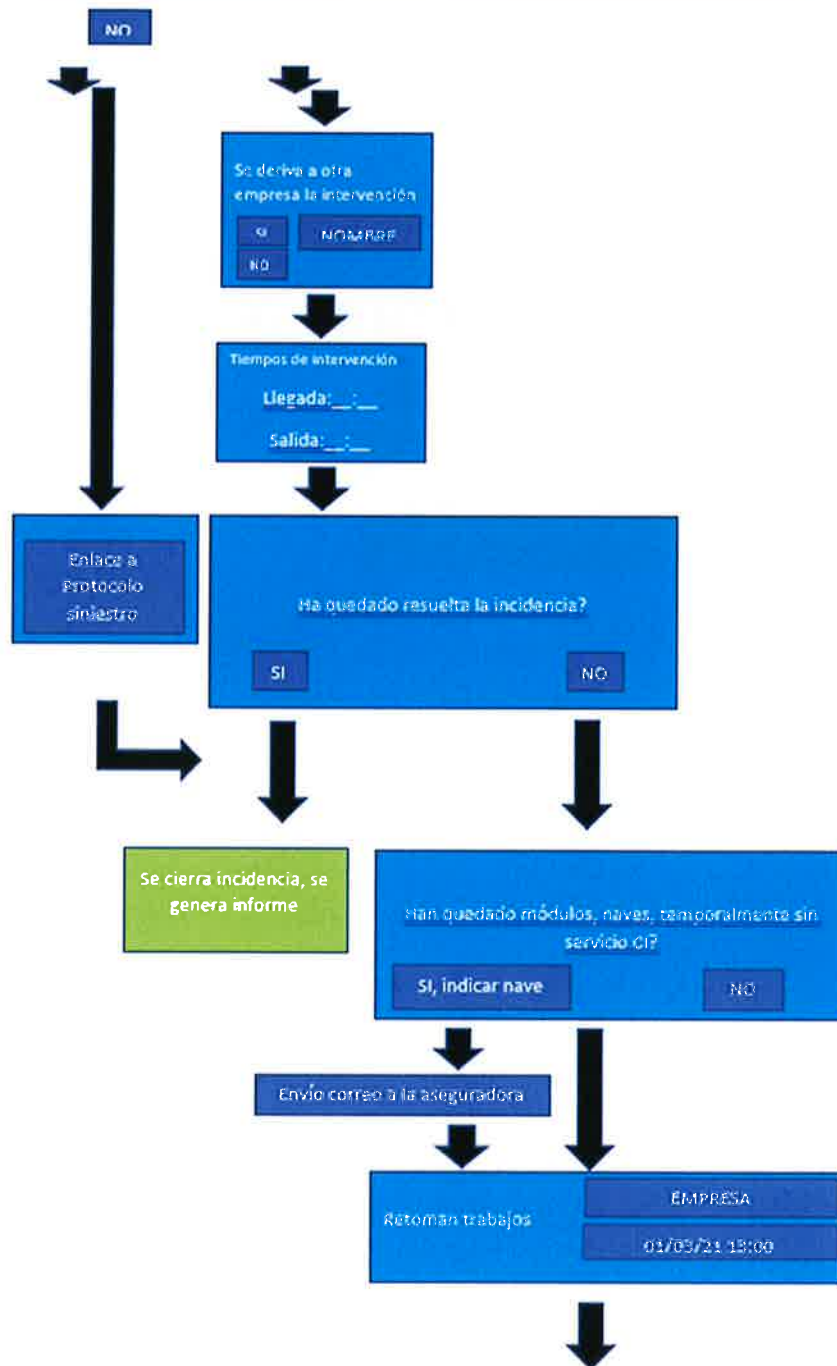 NO
Se deriva a otra
empresa la intervención
SI
NOMBRE
NO
Tiempos de intervención
Llegada:__:__
Salida:__:__
Enlace a
Protocolo
siniestro
Ha quedado resuelta la incidencia?
SI
NO
Se cierra incidencia, se
genera informe
Han quedado módulos, naves, temporalmente sin
servicio CI?
SI, indicar nave
NO
Envío correo a la aseguradora
Retoman trabajos
EMPRESA
01/03/21 13:00